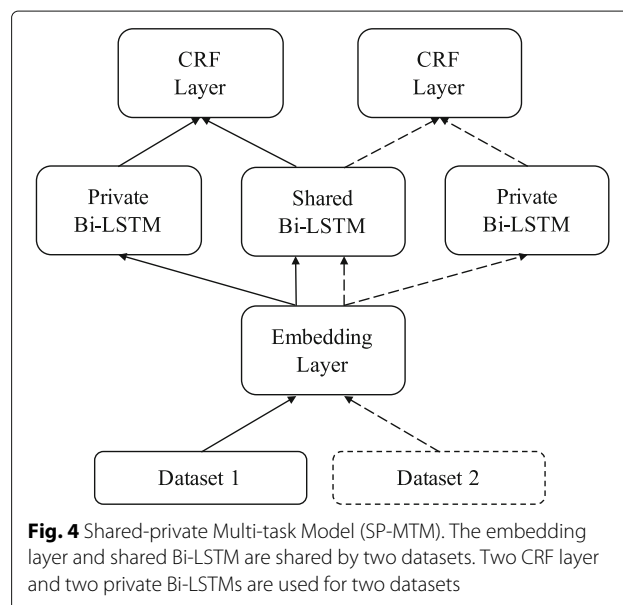 CRF
Layer
CRF
Layer
Private
Bi-LSTM
Shared
Bi-LSTM
Private
Bi-LSTM
Embedding
Layer
Dataset 1
Dataset 2
Fig. 4 Shared-private Multi-task Model (SP-MTM). The embedding
layer and shared Bi-LSTM are shared by two datasets. Two CRF layer
and two private Bi-LSTMs are used for two datasets